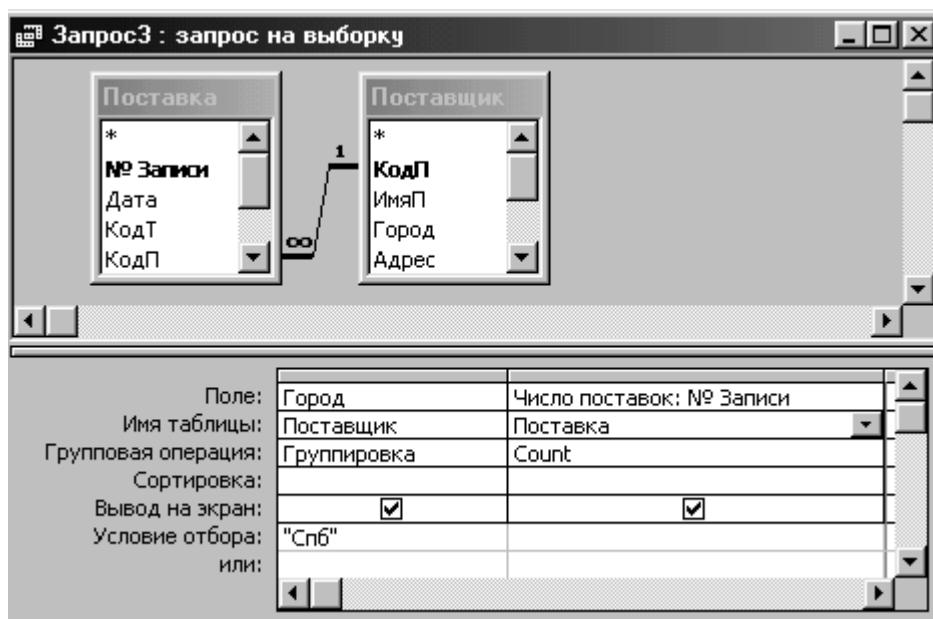 Запрос3 : запрос на выборку
Поставка
*
№ Записи
Дата
КодТ
КодП
∞
1
Поставщик
*
КодП
ИмяП
Город
Адрес
Поле: Город Число поставок: № Записи
Имя таблицы: Поставщик Поставка
Групповая операция: Группировка Count
Сортировка:
Вывод на экран:
Условие отбора: "Спб"
или: